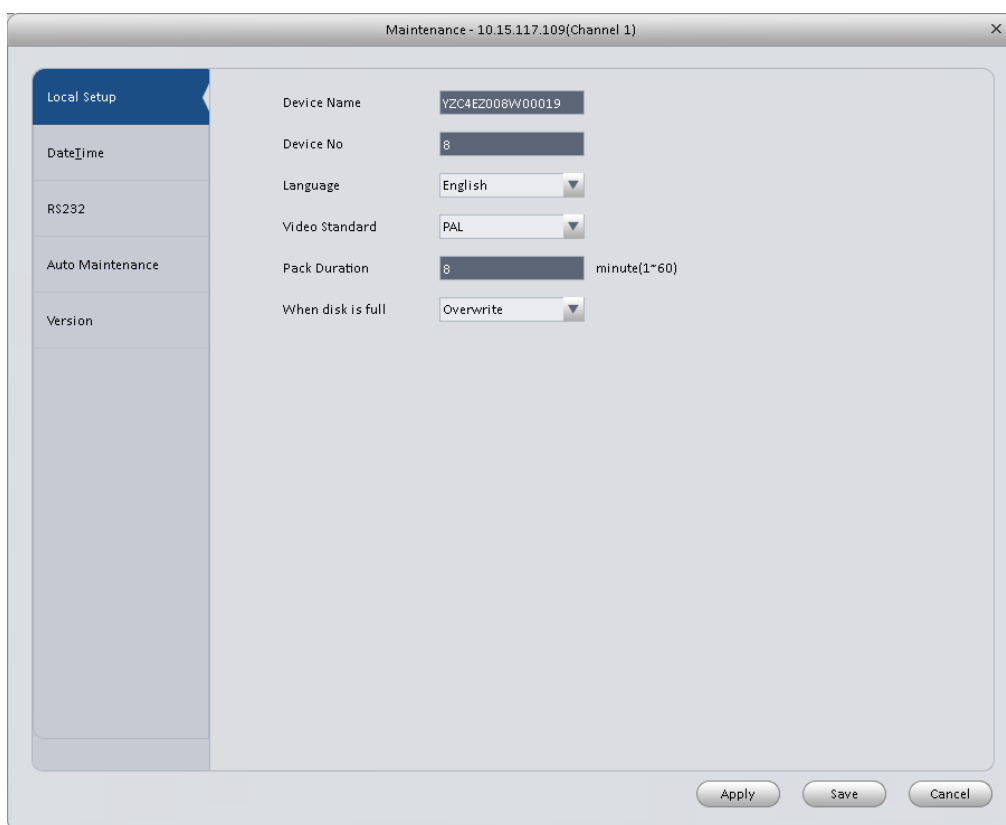 Maintenance - 10.15.117.109(Channel 1)
Local Setup
DateTime
RS232
Auto Maintenance
Version
Device Name YZC4EZ008W00019
Device No 8
Language English
Video Standard PAL
Pack Duration 8 minute(1~60)
When disk is full Overwrite
Apply Save Cancel